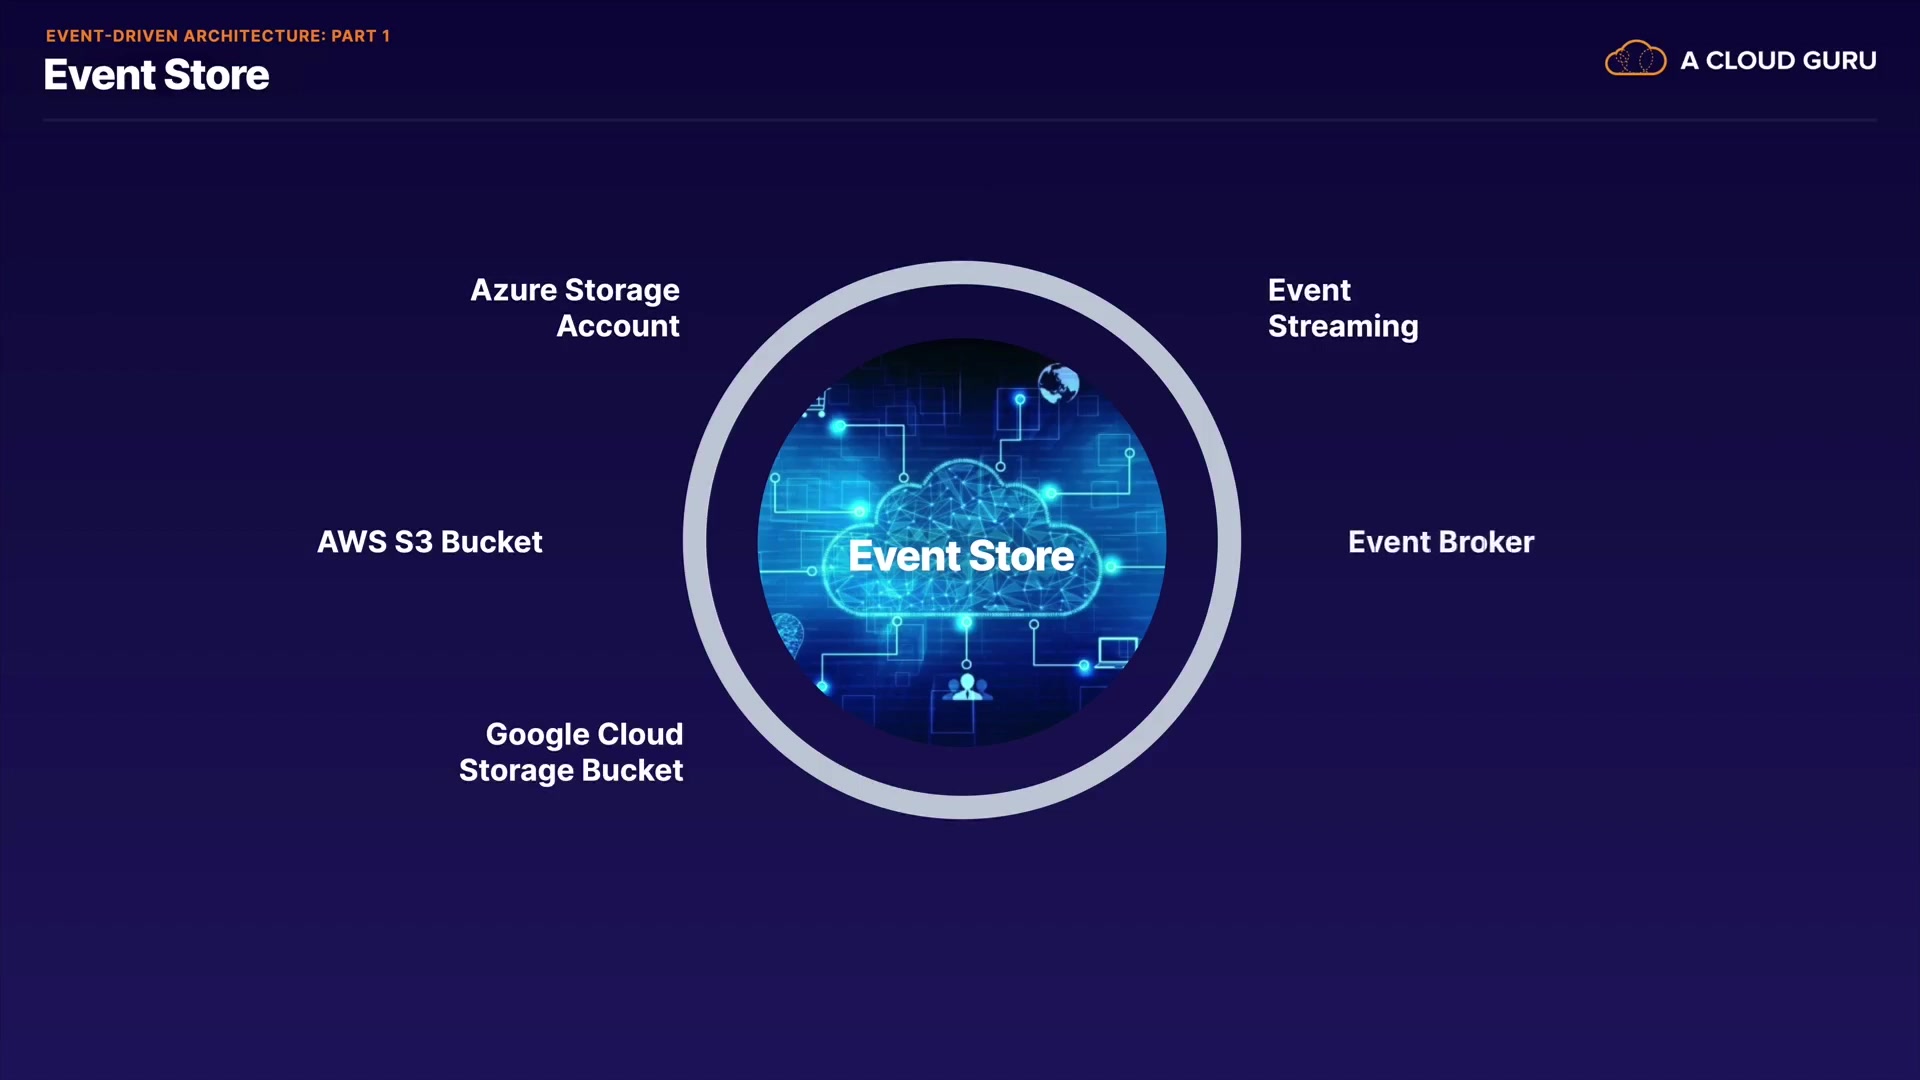 EVENT-DRIVEN ARCHITECTURE: PART 1
Event Store
A CLOUD GURU
Azure Storage
Account
Event
Streaming
AWS S3 Bucket
Event Store
Event Broker
Google Cloud
Storage Bucket